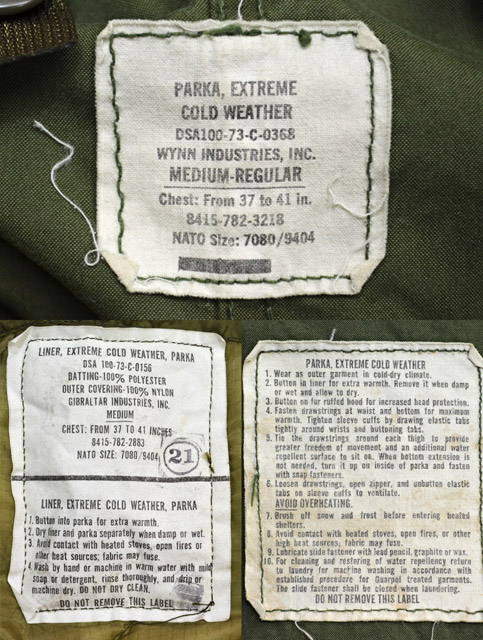 PARKA, EXTREME
COLD WEATHER
DSA100-73-C-0368
WYNN INDUSTRIES, INC.
MEDIUM-REGULAR
Chest: From 37 to 41 in.
8415-782-3218
NATO Size: 7080/9404
LINER, EXTREME COLD WEATHER, PARKA
DSA 100-73-C-0156
BATTING-100% POLYESTER
OUTER COVERING-100% NYLON
GIBRALTAR INDUSTRIES, INC.
MEDIUM
CHEST: FROM 37 TO 41 INCHES
8415-782-2883
NATO SIZE: 7080/9404
21
LINER, EXTREME COLD WEATHER, PARKA
1. Button into parka for extra warmth.
2. Dry liner and parka separately when damp or wet.
3. Avoid contact with heated stoves, open fires or
other heat sources; fabric may fuse.
4. Wash by hand or machine in warm water with mild
soap or detergent, rinse thoroughly, and drip or
machine dry. DO NOT DRY CLEAN.
DO NOT REMOVE THIS LABEL
PARKA, EXTREME COLD WEATHER
1. Wear as outer garment in cold-dry climate.
2. Button in liner for extra warmth. Remove it when damp
or wet and allow to dry.
3. Button on fur ruffed hood for increased head protection.
4. Fasten drawstrings at waist and bottom for maximum
warmth. Tighten sleeve cuffs by drawing elastic tabs
tightly around wrists and buttoning tabs.
5. Tie the drawstrings around each thigh to provide
greater freedom of movement and an additional water
repellent surface to sit on. When bottom extension is
not needed, turn it up on inside of parka and fasten
with snap fasteners.
6. Loosen drawstrings, open zipper, and unbutton elastic
tabs on sleeve cuffs to ventilate.
AVOID OVERHEATING.
7. Brush off snow and frost before entering heated
shelters.
8. Avoid contact with heated stoves, open fires, or other
high heat sources, fabric may fuse.
9. Lubricate slide fastener with lead pencil, graphite or wax.
10. For cleaning and restoring of water repellency return
to laundry for machine washing in accordance with
established procedure for Quarpel treated garments.
The slide fastener shall be closed when laundering.
DO NOT REMOVE THIS LABEL